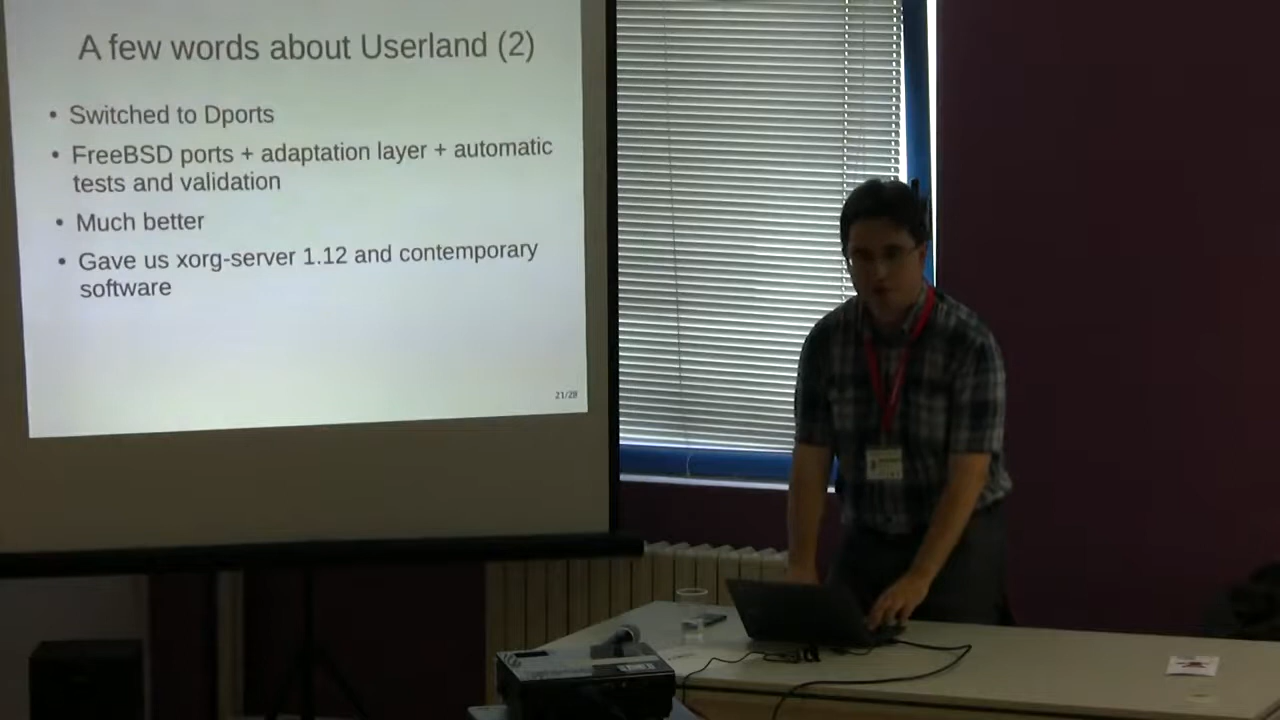 A few words about Userland (2)
• Switched to Dports
• FreeBSD ports + adaptation layer + automatic
tests and validation
• Much better
• Gave us xorg-server 1.12 and contemporary
software
21/28